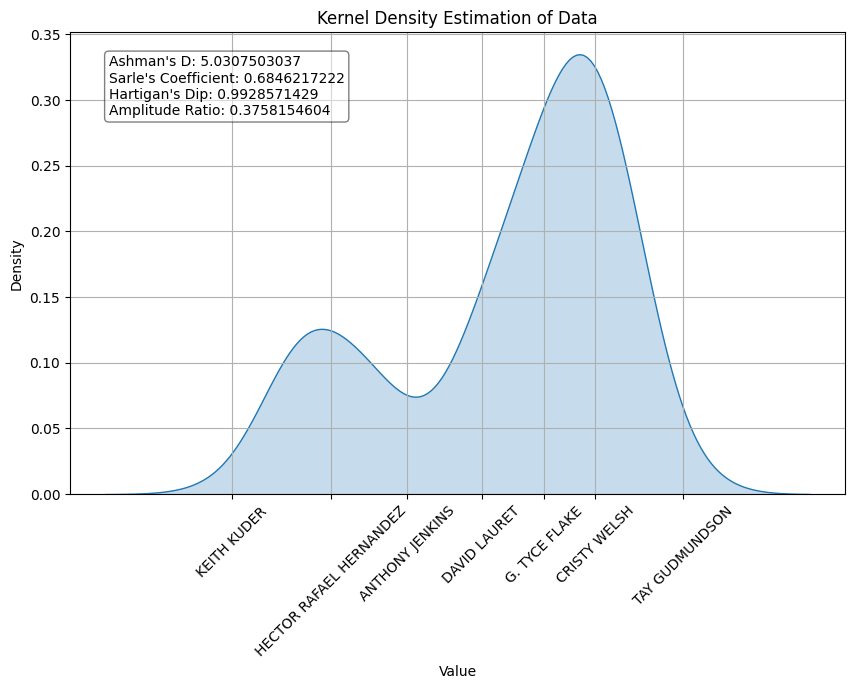 Kernel Density Estimation of Data
Ashman's D: 5.0307503037
Sarle's Coefficient: 0.6846217222
Hartigan's Dip: 0.9928571429
Amplitude Ratio: 0.3758154604
0.35
0.30
0.25
0.20
0.15
0.10
0.05
0.00
Density
KEITH KUDER
HECTOR RAFAEL HERNANDEZ
ANTHONY JENKINS
DAVID LAURET
G. TYCE FLAKE
CRISTY WELSH
TAY GUDMUNDSON
Value